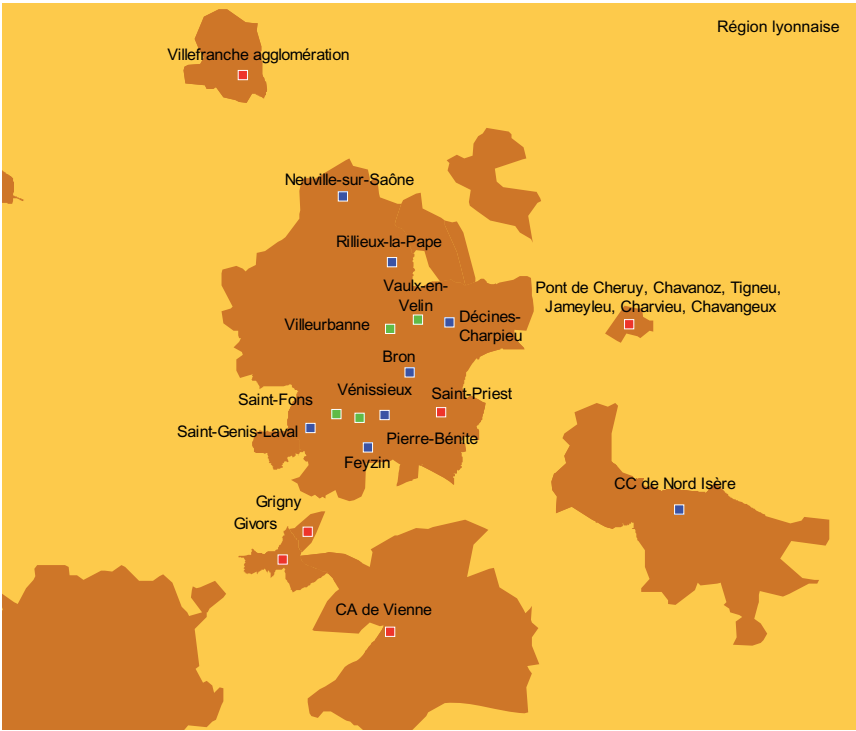 Région lyonnaise
Villefranche agglomération
Neuville-sur-Saône
Rillieux-la-Pape
Vaulx-en-
Velin
Pont de Cheruy, Chavanoz, Tigneu,
Jameyleu, Charvieu, Chavangeux
Villeurbanne
Décines-
Charpieu
Bron
Vénissieux
Saint-Priest
Saint-Fons
Saint-Genis-Laval
Pierre-Bénite
Feyzin
CC de Nord Isère
Grigny
Givors
CA de Vienne